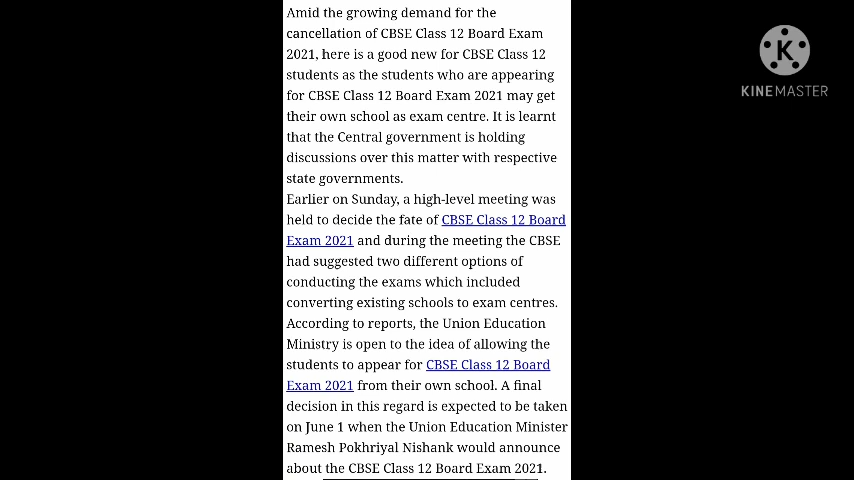 Amid the growing demand for the
cancellation of CBSE Class 12 Board Exam
2021, here is a good new for CBSE Class 12
students as the students who are appearing
for CBSE Class 12 Board Exam 2021 may get
their own school as exam centre. It is learnt
that the Central government is holding
discussions over this matter with respective
state governments.
Earlier on Sunday, a high-level meeting was
held to decide the fate of CBSE Class 12 Board
Exam 2021 and during the meeting the CBSE
had suggested two different options of
conducting the exams which included
converting existing schools to exam centres.
According to reports, the Union Education
Ministry is open to the idea of allowing the
students to appear for CBSE Class 12 Board
Exam 2021 from their own school. A final
decision in this regard is expected to be taken
on June 1 when the Union Education Minister
Ramesh Pokhriyal Nishank would announce
about the CBSE Class 12 Board Exam 2021.
K
KINEMASTER